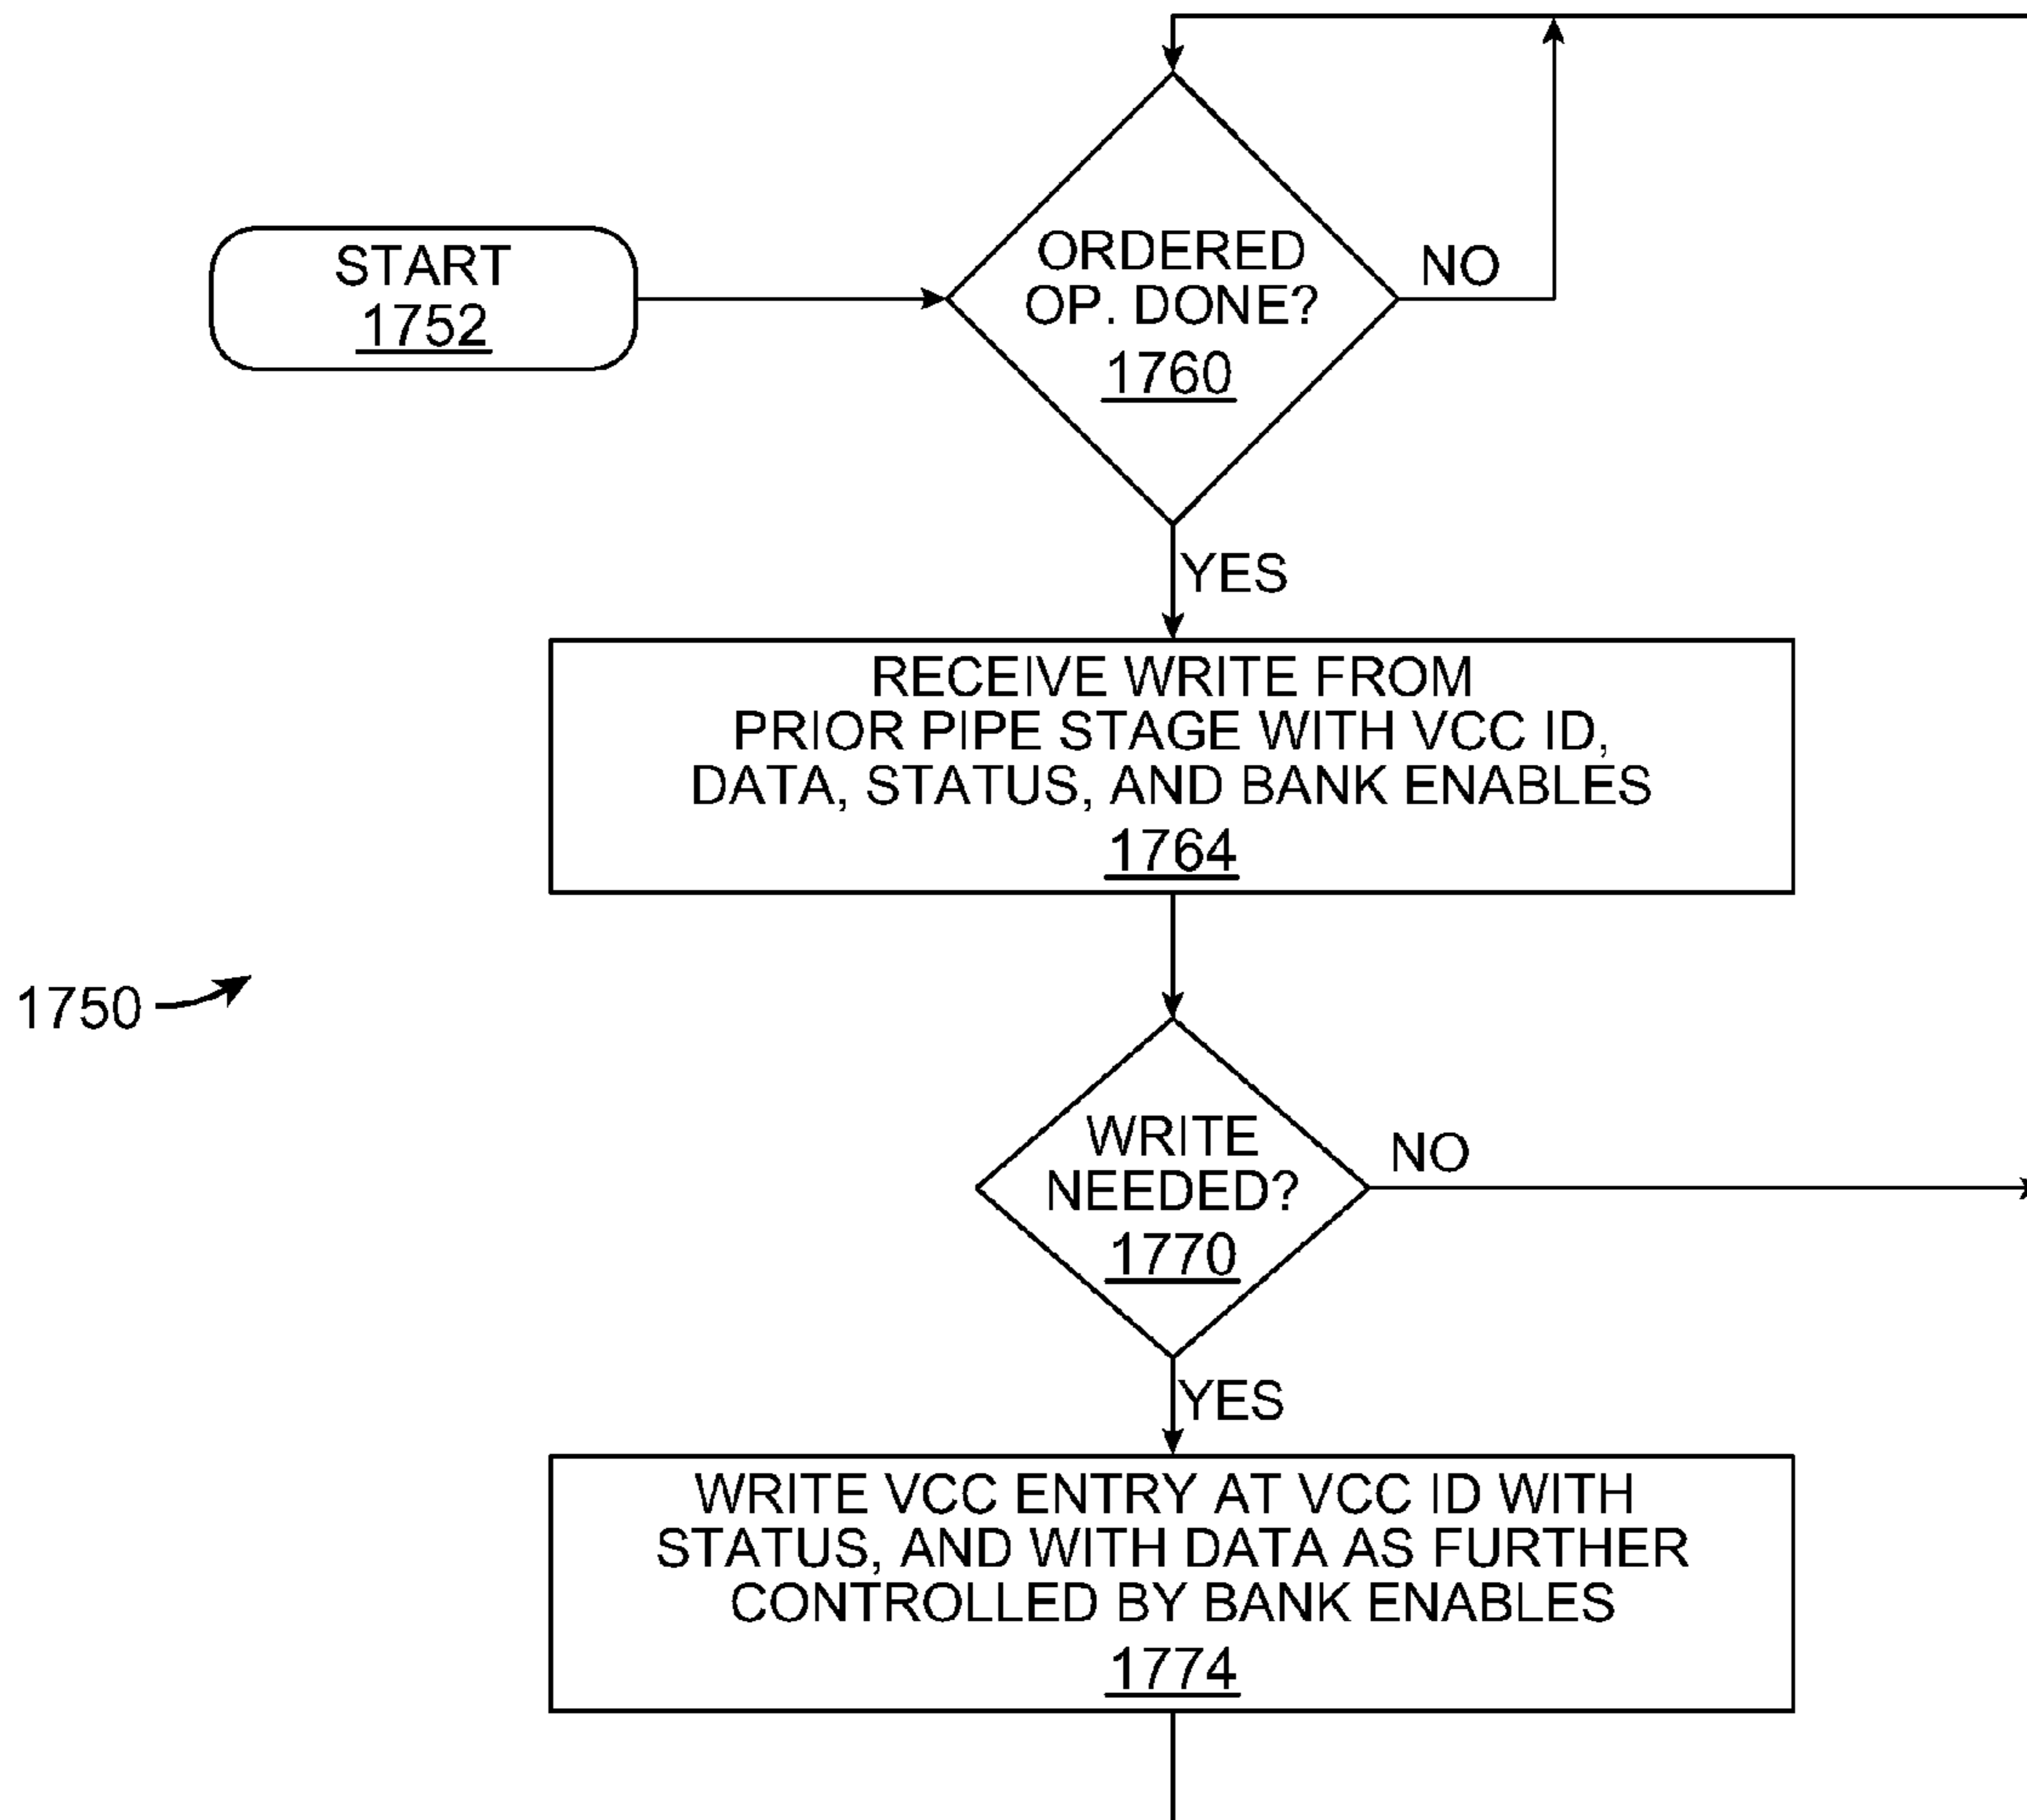 START
1752
ORDERED
OP. DONE?
1760
NO
YES
RECEIVE WRITE FROM
PRIOR PIPE STAGE WITH VCC ID,
DATA, STATUS, AND BANK ENABLES
1764
1750
WRITE
NEEDED?
1770
NO
YES
WRITE VCC ENTRY AT VCC ID WITH
STATUS, AND WITH DATA AS FURTHER
CONTROLLED BY BANK ENABLES
1774